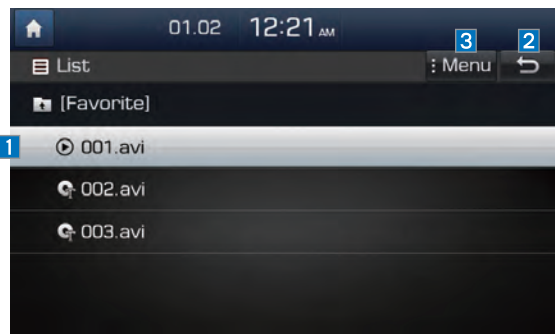 01.02 12:21 AM
3 2
List
Menu
[Favorite]
1
001.avi
002.avi
003.avi